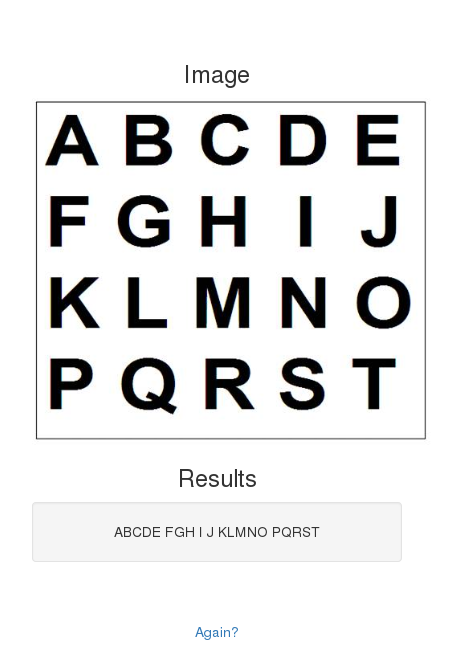 Image
A B C D E
F G H I J
K L M N O
P Q R S T
Results
ABCDE FGH I J KLMNO PQRST
Again?